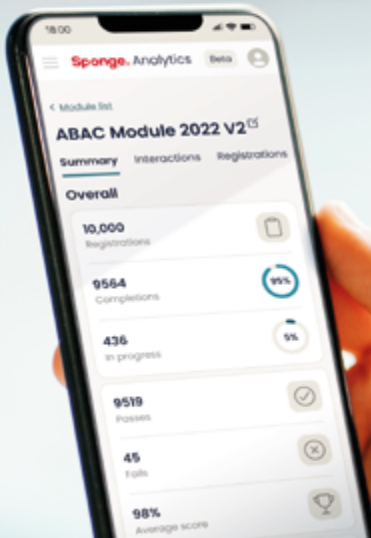 18:00
Sponge. Analytics Beta
< Module list
ABAC Module 2022 V2
Summary Interactions Registrations
Overall
10,000
Registrations
9564
Completions
95%
436
In progress
5%
9519
Passes
45
Fails
98%
Average score